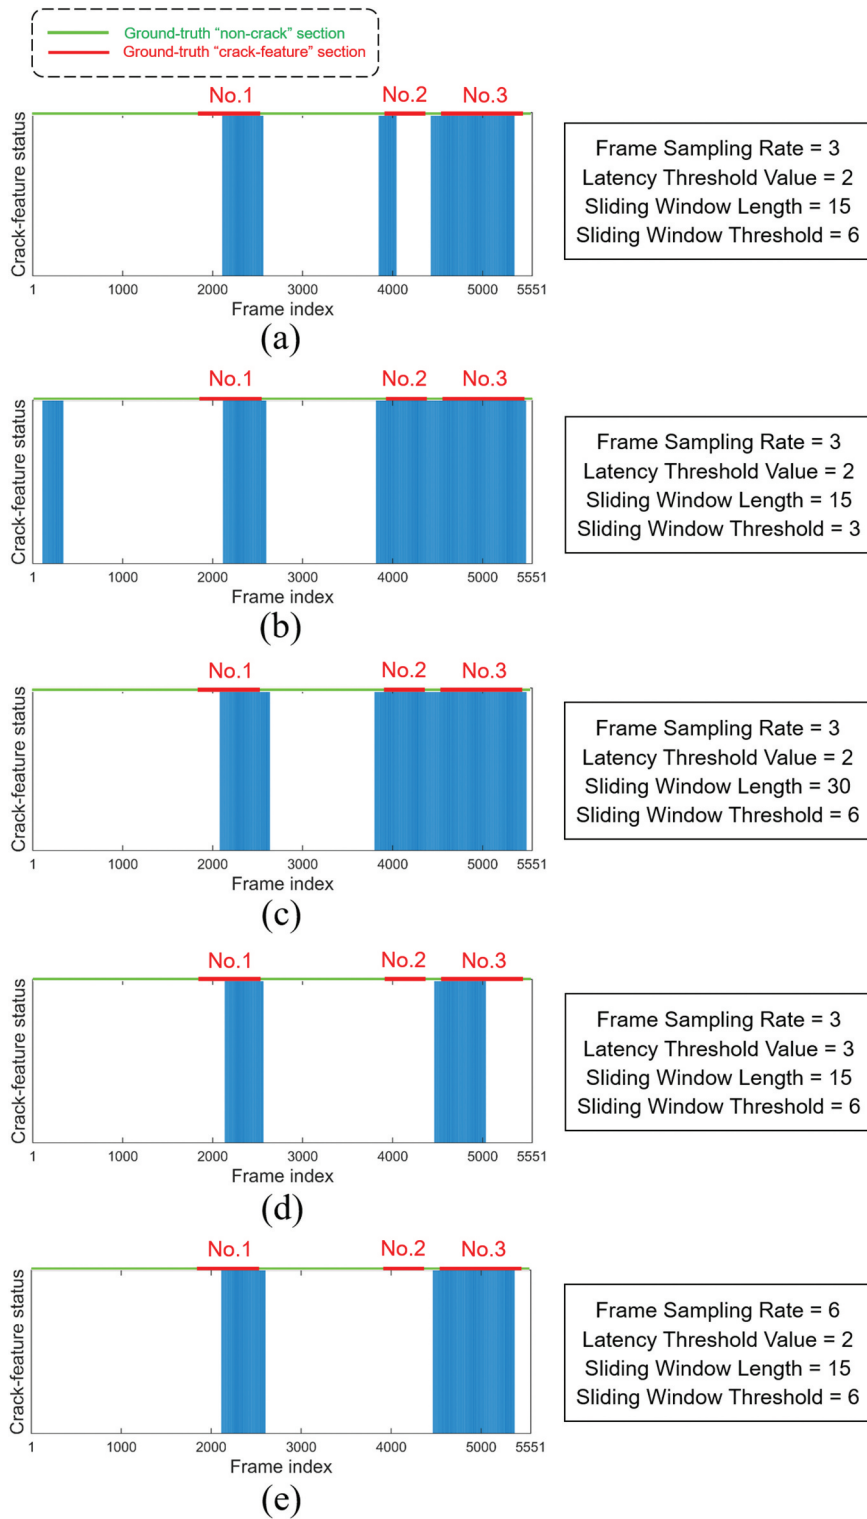 Ground-truth “non-crack” section
Ground-truth “crack-feature” section
No.1 No.2 No.3
Crack-feature status
1 1000 2000 3000 4000 5000 5551
Frame index
Frame Sampling Rate = 3
Latency Threshold Value = 2
Sliding Window Length = 15
Sliding Window Threshold = 6
(a)
No.1 No.2 No.3
Crack-feature status
1 1000 2000 3000 4000 5000 5551
Frame index
Frame Sampling Rate = 3
Latency Threshold Value = 2
Sliding Window Length = 15
Sliding Window Threshold = 3
(b)
No.1 No.2 No.3
Crack-feature status
1 1000 2000 3000 4000 5000 5551
Frame index
Frame Sampling Rate = 3
Latency Threshold Value = 2
Sliding Window Length = 30
Sliding Window Threshold = 6
(c)
No.1 No.2 No.3
Crack-feature status
1 1000 2000 3000 4000 5000 5551
Frame index
Frame Sampling Rate = 3
Latency Threshold Value = 3
Sliding Window Length = 15
Sliding Window Threshold = 6
(d)
No.1 No.2 No.3
Crack-feature status
1 1000 2000 3000 4000 5000 5551
Frame index
Frame Sampling Rate = 6
Latency Threshold Value = 2
Sliding Window Length = 15
Sliding Window Threshold = 6
(e)